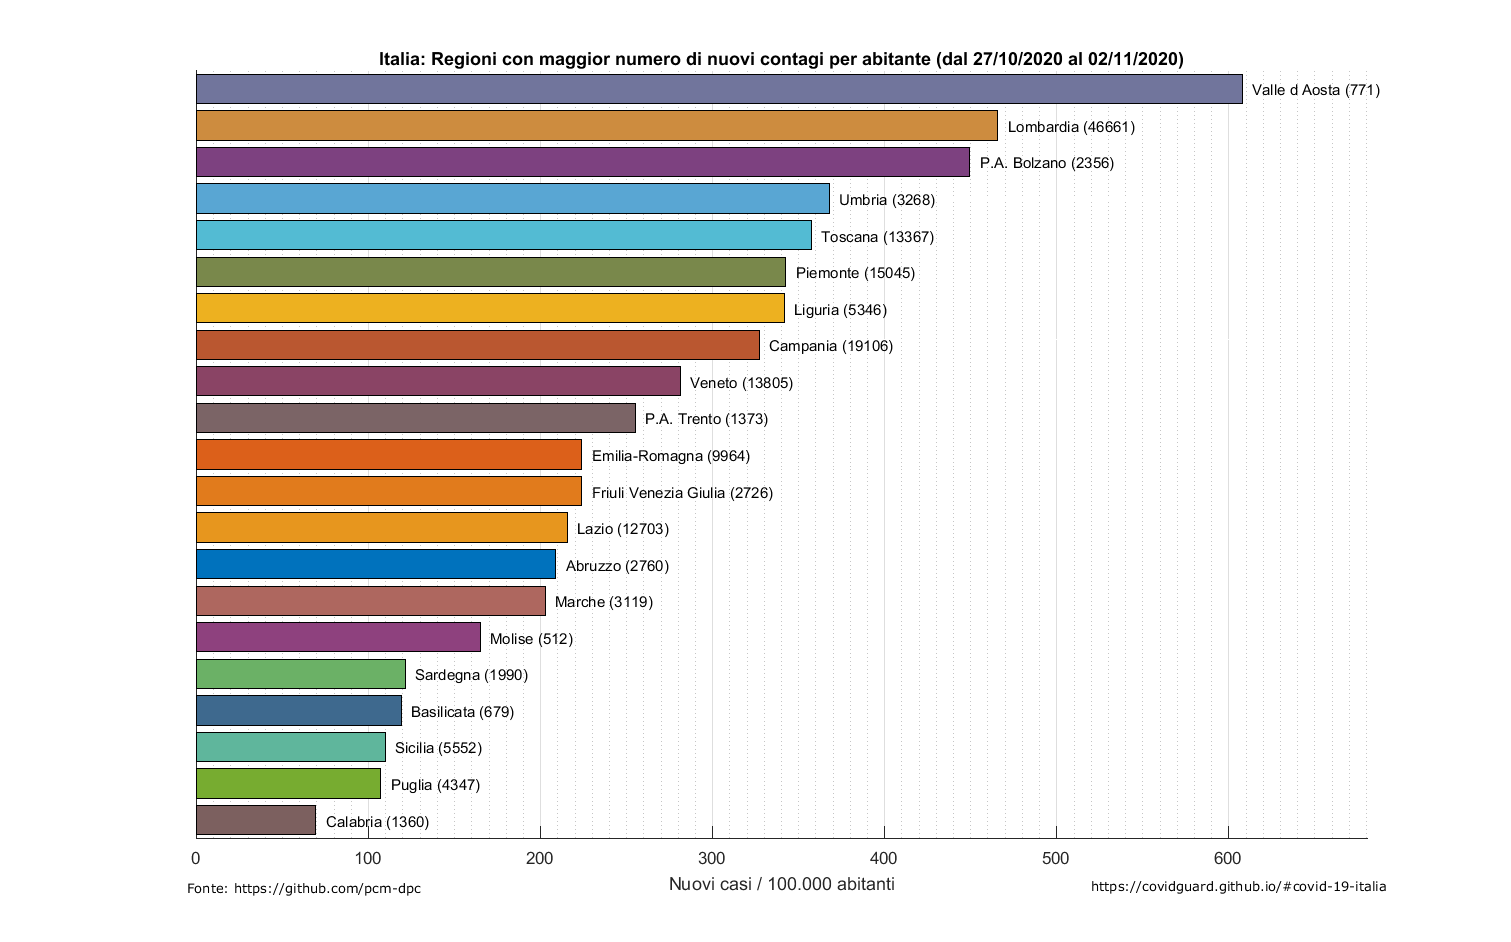 Italia: Regioni con maggior numero di nuovi contagi per abitante (dal 27/10/2020 al 02/11/2020)
Valle d Aosta (771)
Lombardia (46661)
P.A. Bolzano (2356)
Umbria (3268)
Toscana (13367)
Piemonte (15045)
Liguria (5346)
Campania (19106)
Veneto (13805)
P.A. Trento (1373)
Emilia-Romagna (9964)
Friuli Venezia Giulia (2726)
Lazio (12703)
Abruzzo (2760)
Marche (3119)
Molise (512)
Sardegna (1990)
Basilicata (679)
Sicilia (5552)
Puglia (4347)
Calabria (1360)
0 100 200 300 400 500 600
Nuovi casi / 100.000 abitanti
Fonte: https://github.com/pcm-dpc
https://covidguard.github.io/#covid-19-italia